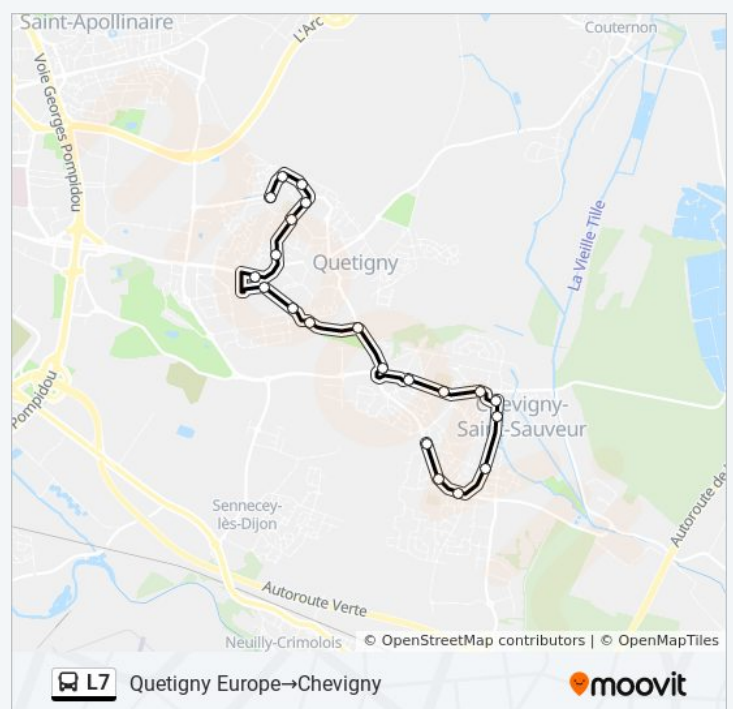 Saint-Apollinaire
L'Arc
Couternon
Voie Georges Pompidou
La Vieille Tille
Quetigny
Pompidou
Chevigny-
Saint-Sauveur
Sennecey-
lès-Dijon
Autoroute de
Autoroute Verte
Neuilly-Crimolois
© OpenStreetMap contributors | © OpenMapTiles
L7 Quetigny Europe→Chevigny
moovit